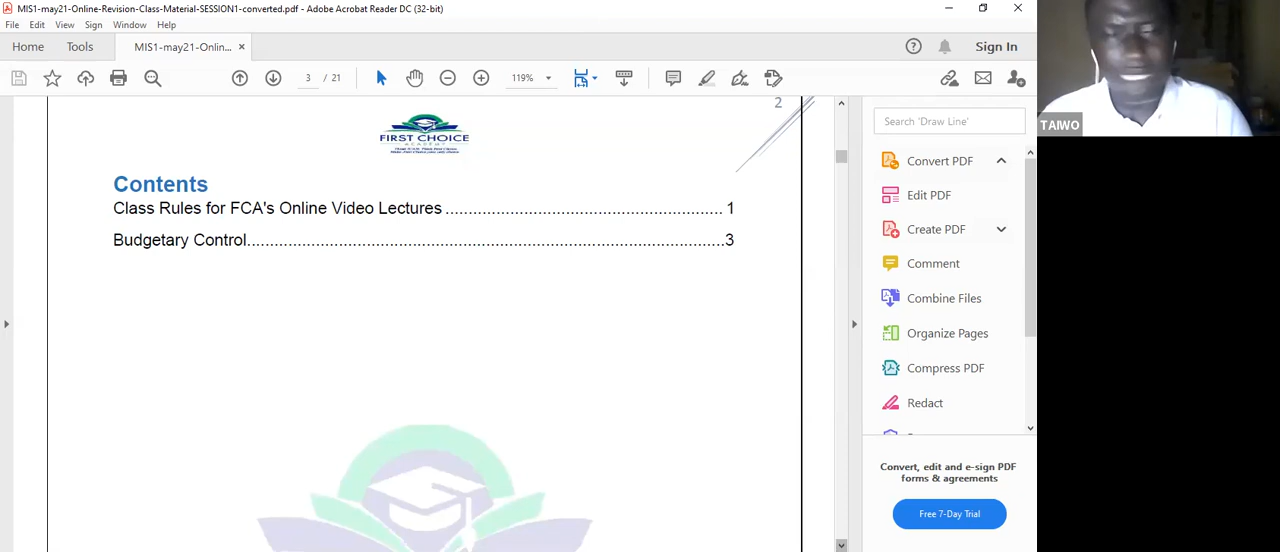 MIS1-may21-Online-Revision-Class-Material-SESSION1-converted.pdf - Adobe Acrobat Reader DC (32-bit)
File Edit View Sign Window Help
Home Tools MIS1-may21-Onlin... × Sign In
3 / 21 119%
2
FIRST CHOICE
ACADEMY
Contents
Class Rules for FCA's Online Video Lectures ............................................................ 1
Budgetary Control........................................................................................................3
Search 'Draw Line'
Convert PDF
Edit PDF
Create PDF
Comment
Combine Files
Organize Pages
Compress PDF
Redact
Convert, edit and e-sign PDF
forms & agreements
Free 7-Day Trial
TAIWO